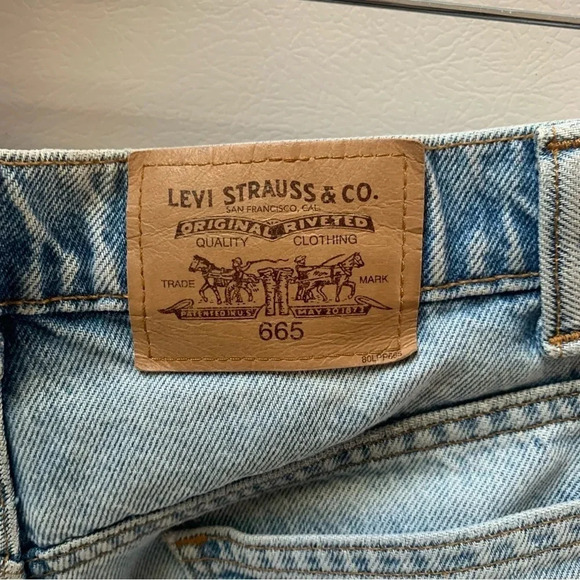 LEVI STRAUSS & CO.
SAN FRANCISCO, CAL.
ORIGINAL RIVETED
QUALITY CLOTHING
TRADE MARK
PATENTED IN U.S. MAY 20 1873
665